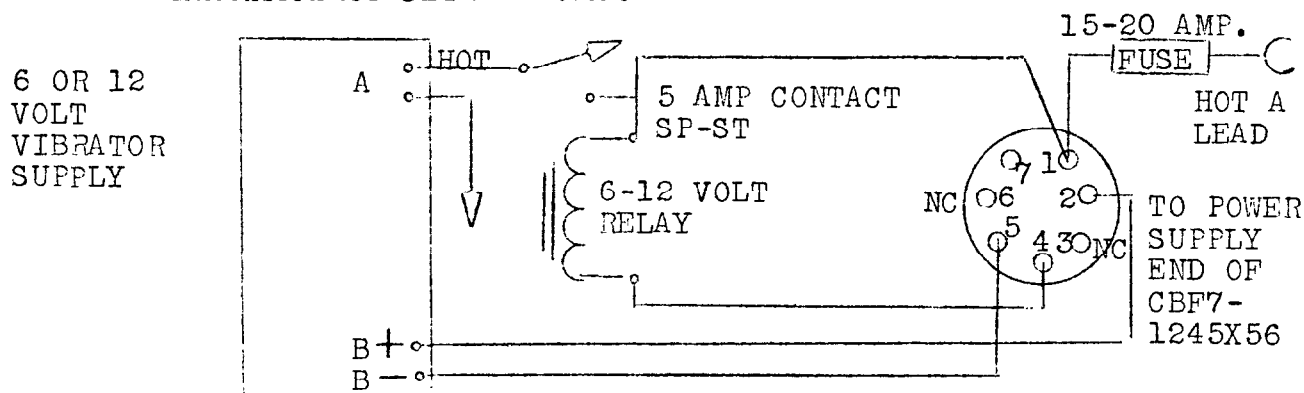 15-20 AMP.
FUSE
HOT A
LEAD
6 OR 12
VOLT
VIBRATOR
SUPPLY
A
HOT
5 AMP CONTACT
SP-ST
6-12 VOLT
RELAY
1
2
3
4
5
6
7
NC
NC
TO POWER
SUPPLY
END OF
CBF7-
1245X56
B+
B-